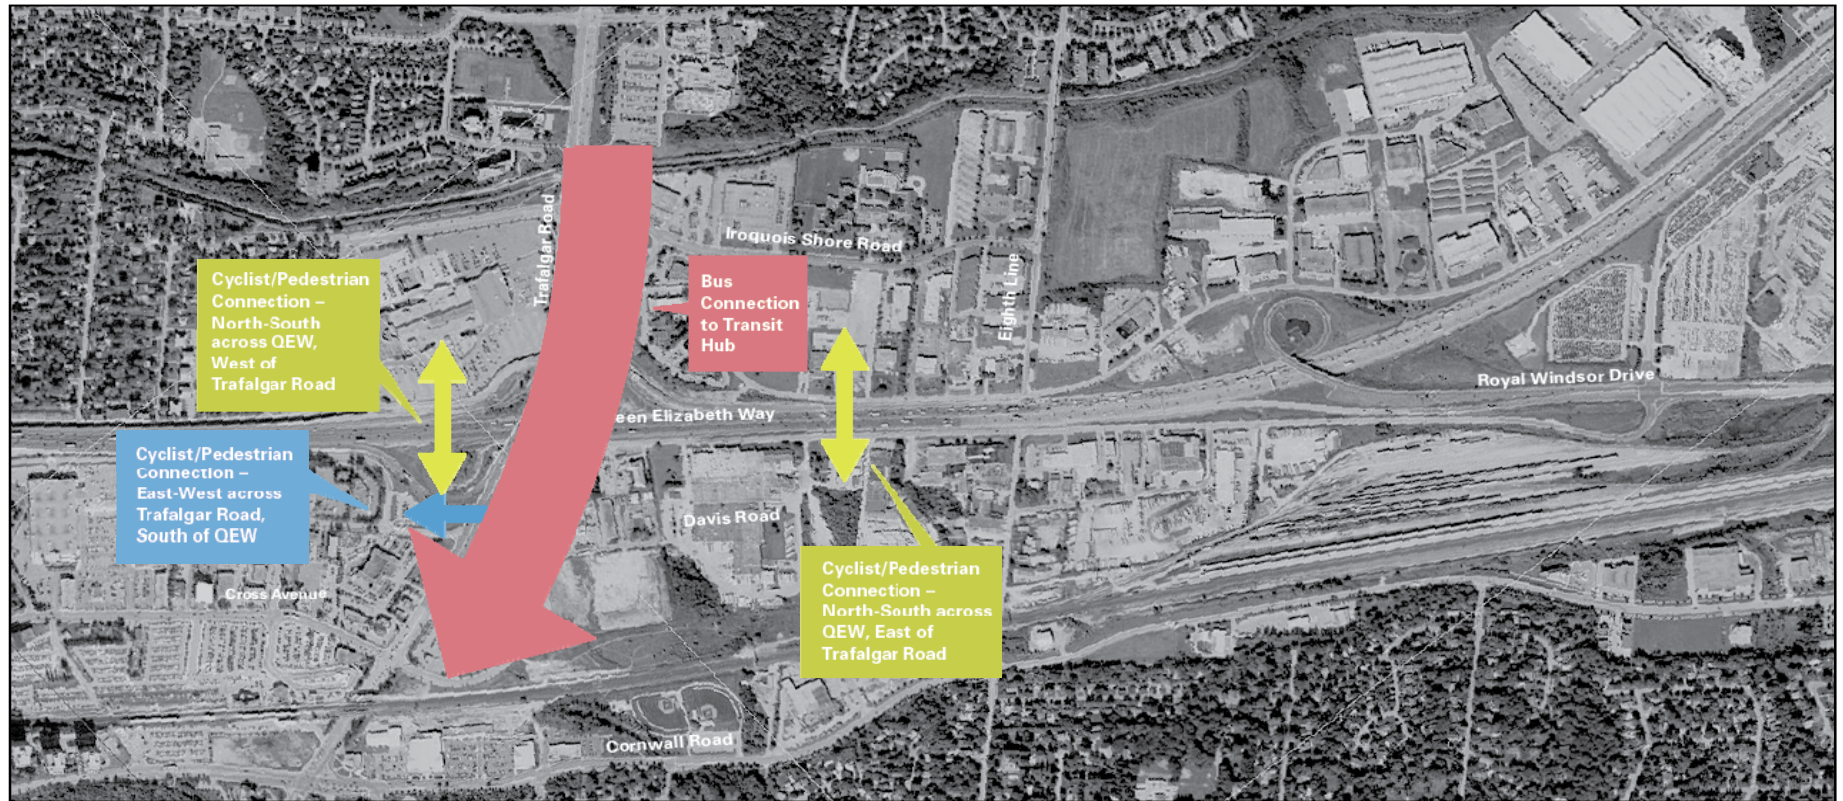 Trafalgar Road
Iroquois Shore Road
Eighth Line
Cyclist/Pedestrian
Connection –
North-South
across QEW,
West of
Trafalgar Road
Bus
Connection
to Transit
Hub
Royal Windsor Drive
een Elizabeth Way
Cyclist/Pedestrian
Connection –
East-West across
Trafalgar Road,
South of QEW
Davis Road
Cross Avenue
Cyclist/Pedestrian
Connection –
North-South across
QEW, East of
Trafalgar Road
Cornwall Road